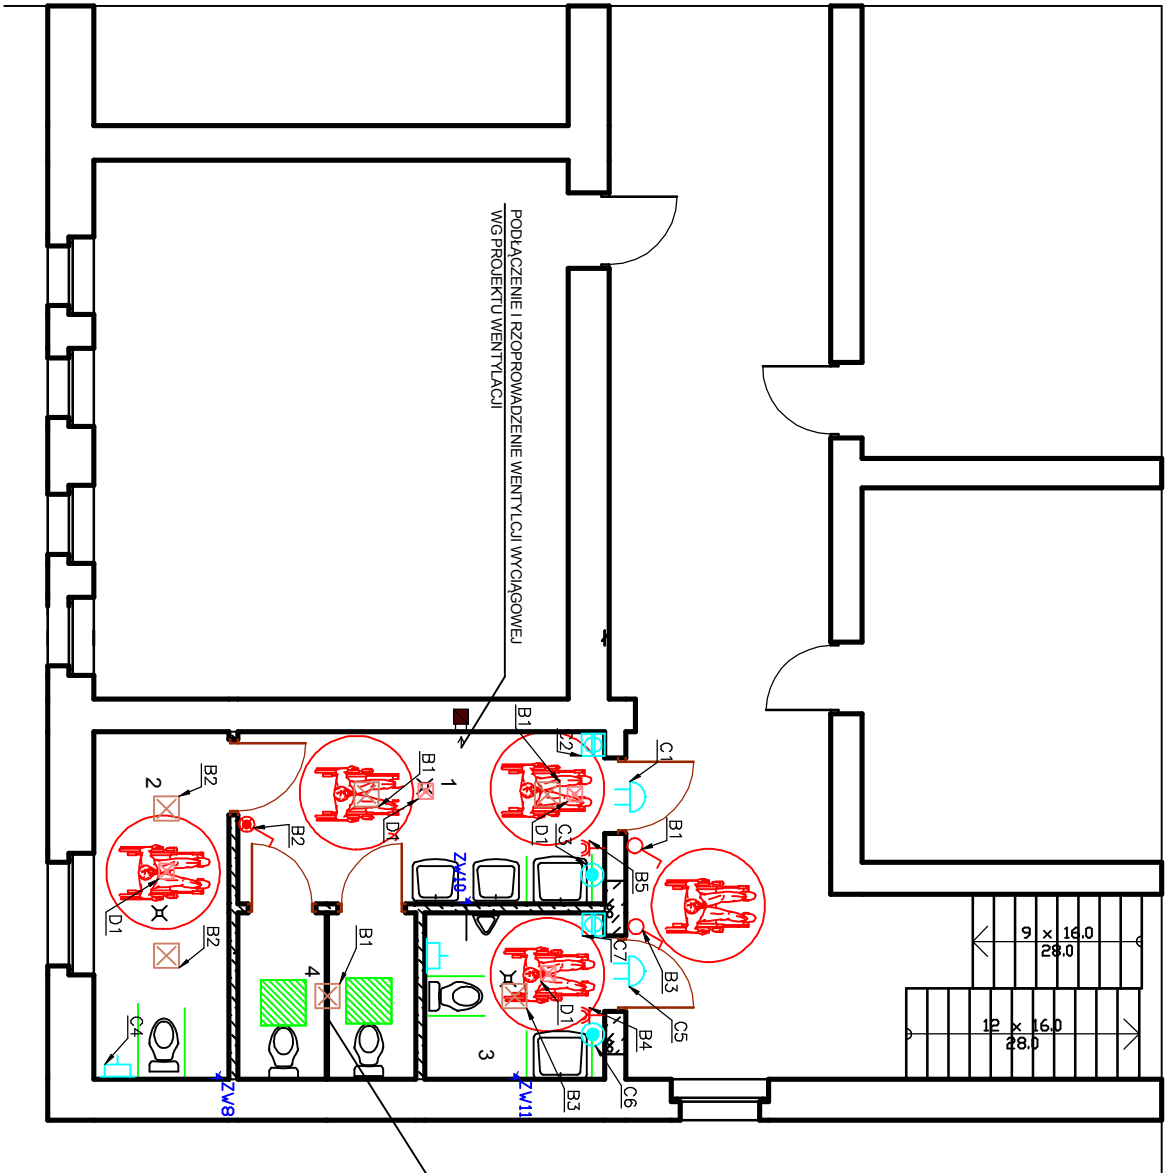 PODŁĄCZENIE I RZOPROWADZENIE WENTYLCJI WYCIĄGOWEJ
WG PROJEKTU WENTYLACJI
B1
C2
C1
B1
1
D1
D1
C3
B5
B1
2
B2
B2
D1
B2
ZW10
C7
B3
9 x 16.0
28.0
12 x 16.0
28.0
4
B1
D1
B4
C5
3
B3
C6
C4
ZW8
ZW11